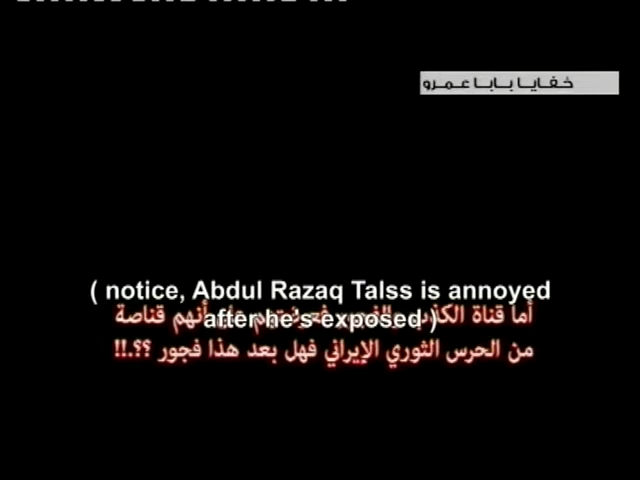 خفايا بابا عمرو
( notice, Abdul Razaq Talss is annoyed
after he's exposed )
أما قناة الكذب أنهم قناصة
من الحرس الثوري الإيراني فهل بعد هذا فجور ؟؟.!!